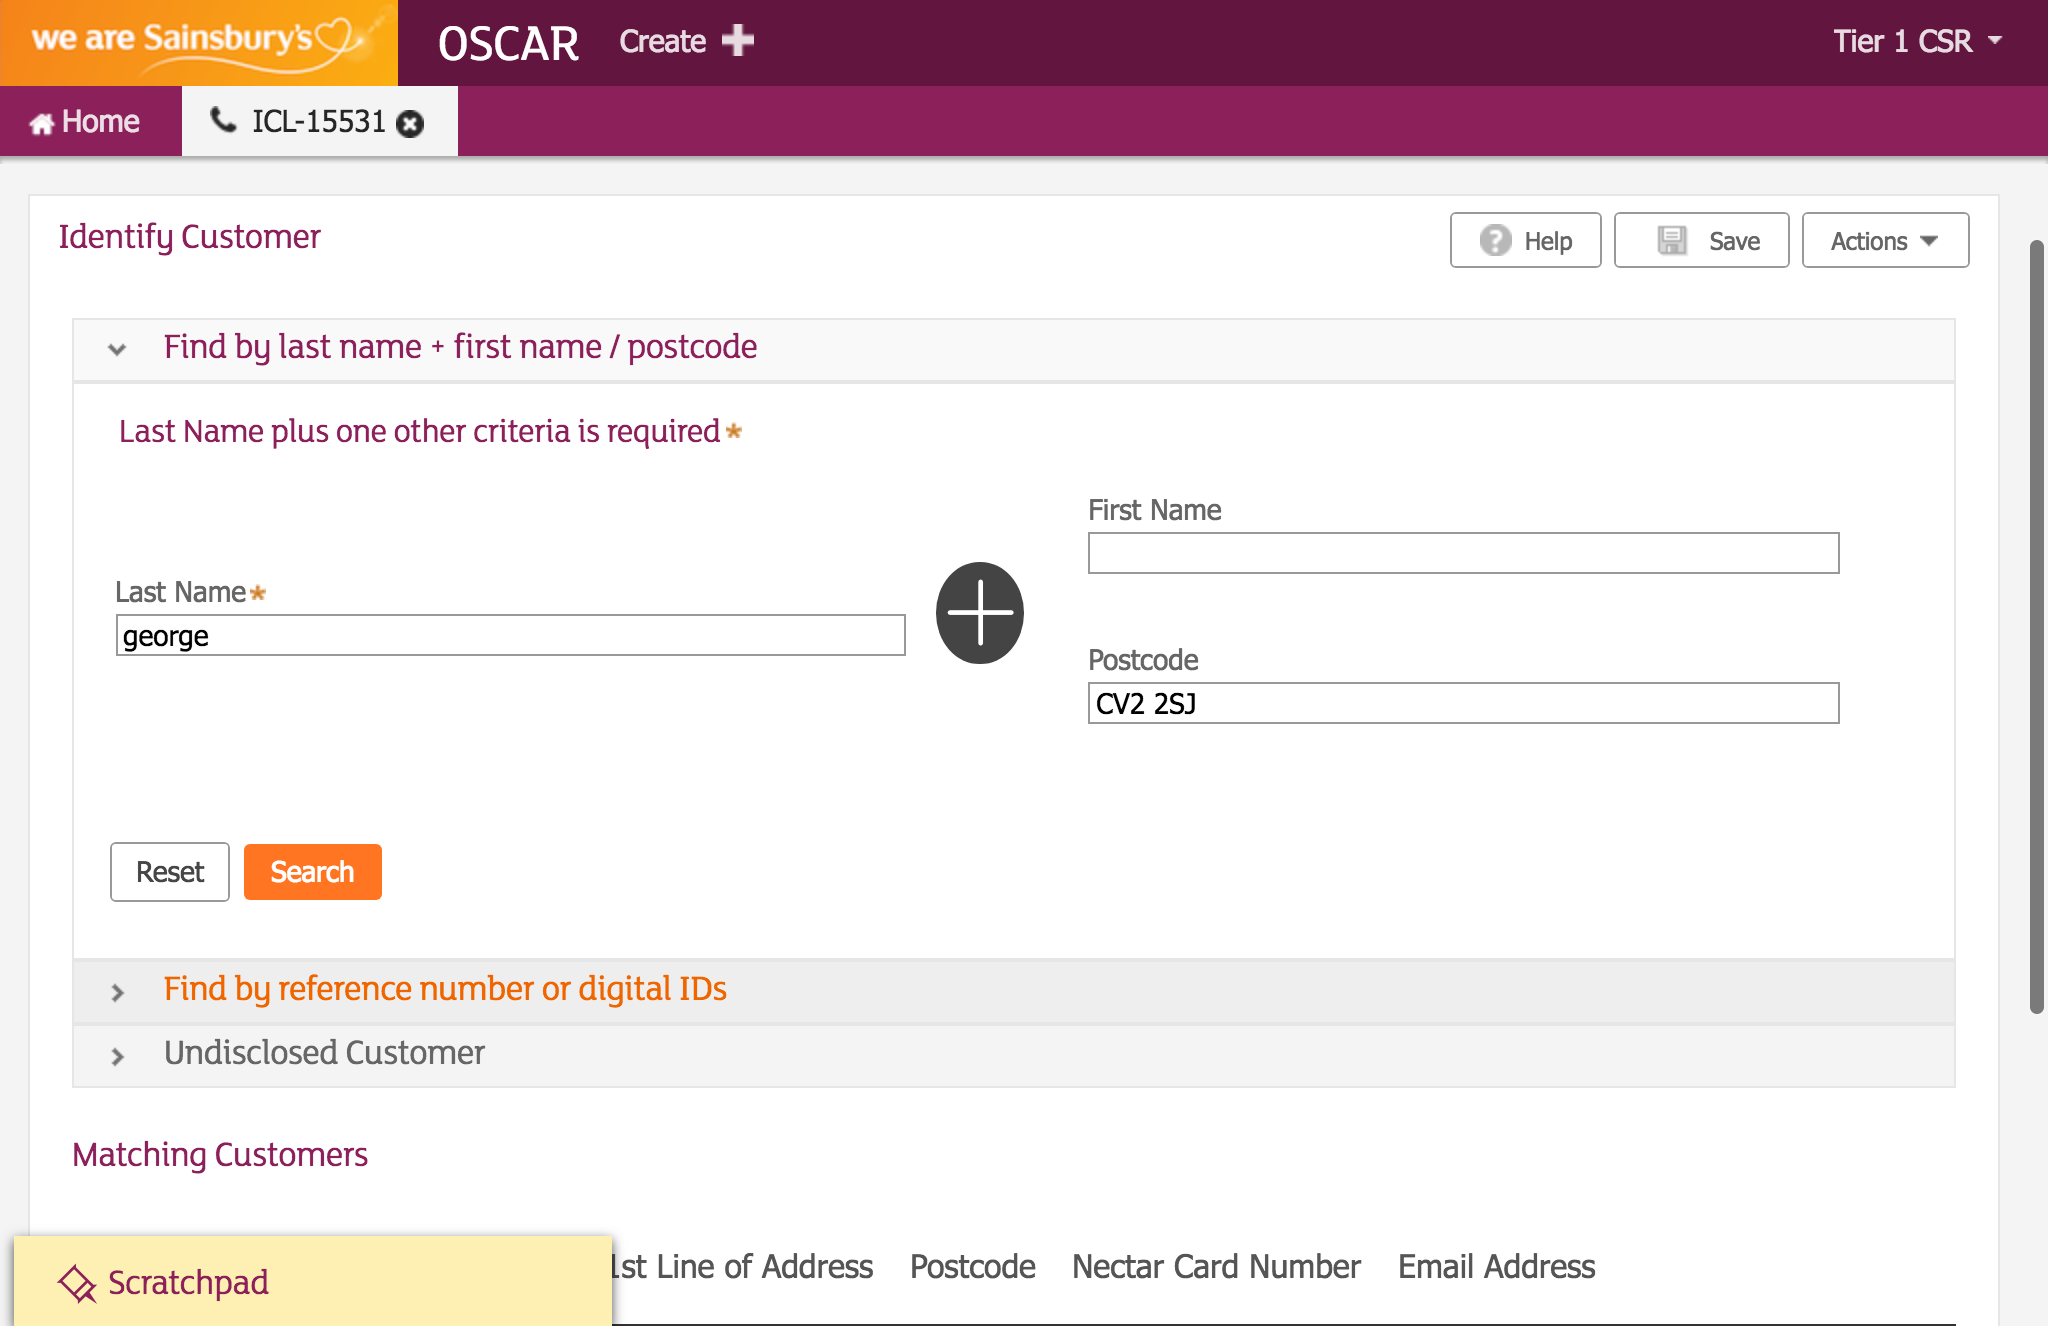 we are Sainsbury's
OSCAR
Create
Tier 1 CSR
Home
ICL-15531
Identify Customer
Help
Save
Actions
Find by last name + first name / postcode
Last Name plus one other criteria is required*
First Name
Last Name*
george
Postcode
CV2 2SJ
Reset
Search
Find by reference number or digital IDs
Undisclosed Customer
Matching Customers
1st Line of Address Postcode Nectar Card Number Email Address
Scratchpad